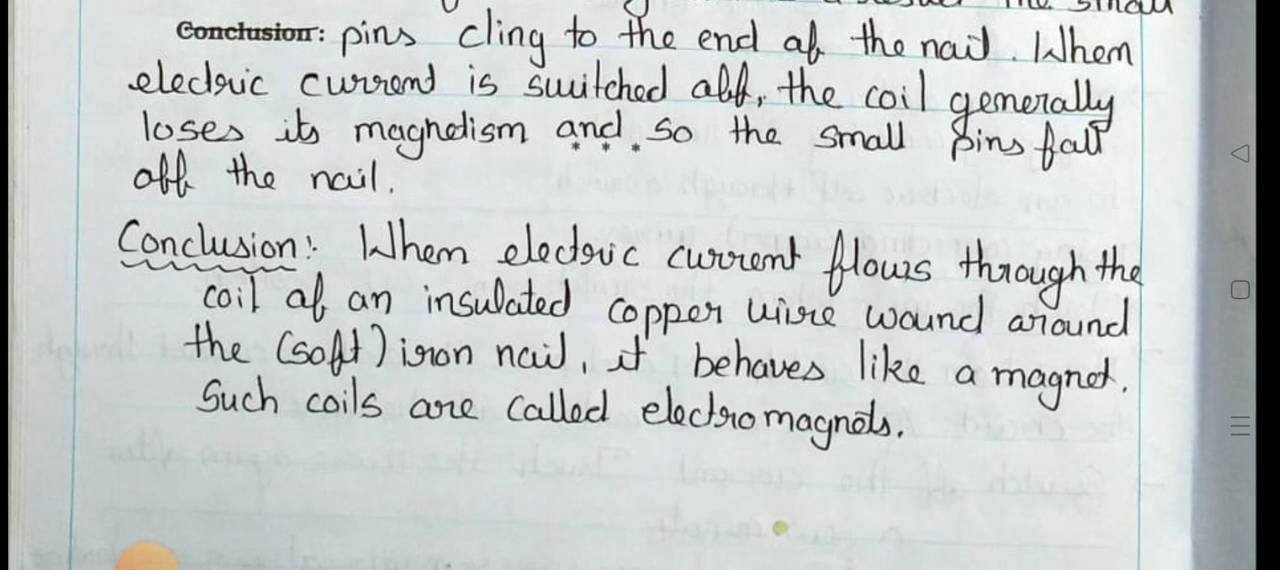 the small
Conclusion: pins cling to the end of the nail. When
electric current is switched off, the coil generally
loses its magnetism and so the small pins fall
off the nail.
Conclusion: When electric current flows through the
coil of an insulated copper wire wound around
the (soft) iron nail, it behaves like a magnet.
Such coils are called electromagnets.